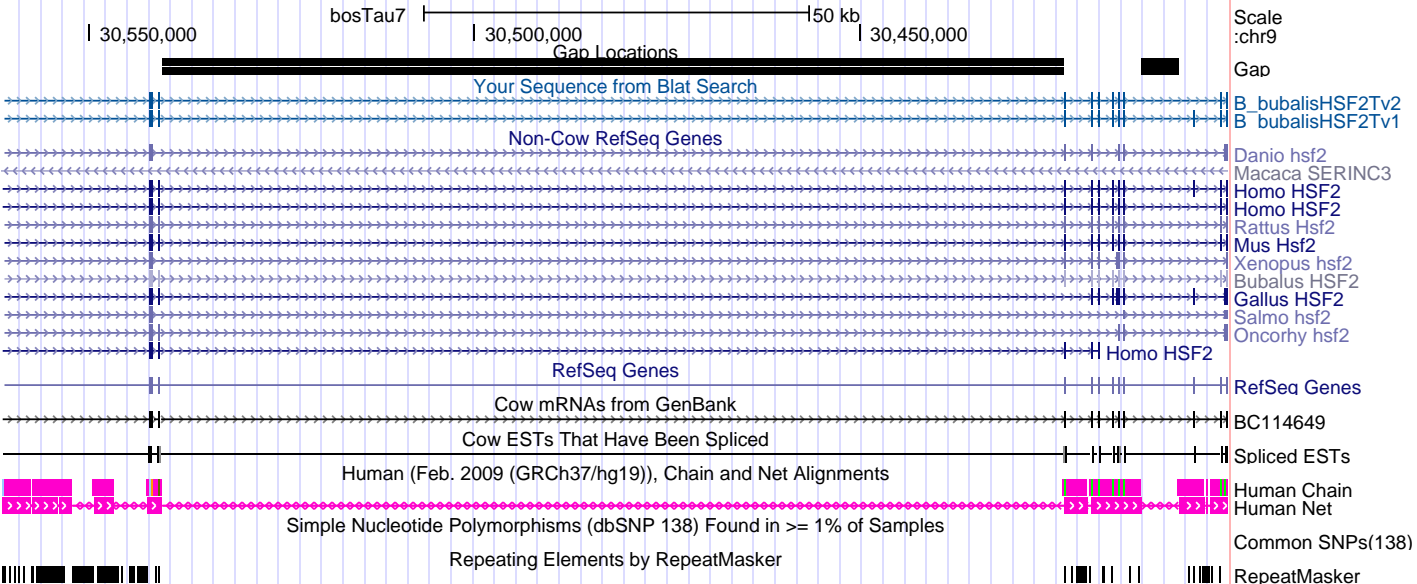 bosTau7 50 kb Scale
30,550,000 30,500,000 30,450,000 :chr9
Gap Locations
Gap
Your Sequence from Blat Search
B_bubalisHSF2Tv2
B_bubalisHSF2Tv1
Non-Cow RefSeq Genes
Danio hsf2
Macaca SERINC3
Homo HSF2
Homo HSF2
Rattus Hsf2
Mus Hsf2
Xenopus hsf2
Bubalus HSF2
Gallus HSF2
Salmo hsf2
Oncorhy hsf2
Homo HSF2
RefSeq Genes
RefSeq Genes
Cow mRNAs from GenBank
BC114649
Cow ESTs That Have Been Spliced
Spliced ESTs
Human (Feb. 2009 (GRCh37/hg19)), Chain and Net Alignments
Human Chain
Human Net
Simple Nucleotide Polymorphisms (dbSNP 138) Found in >= 1% of Samples
Common SNPs(138)
Repeating Elements by RepeatMasker
RepeatMasker